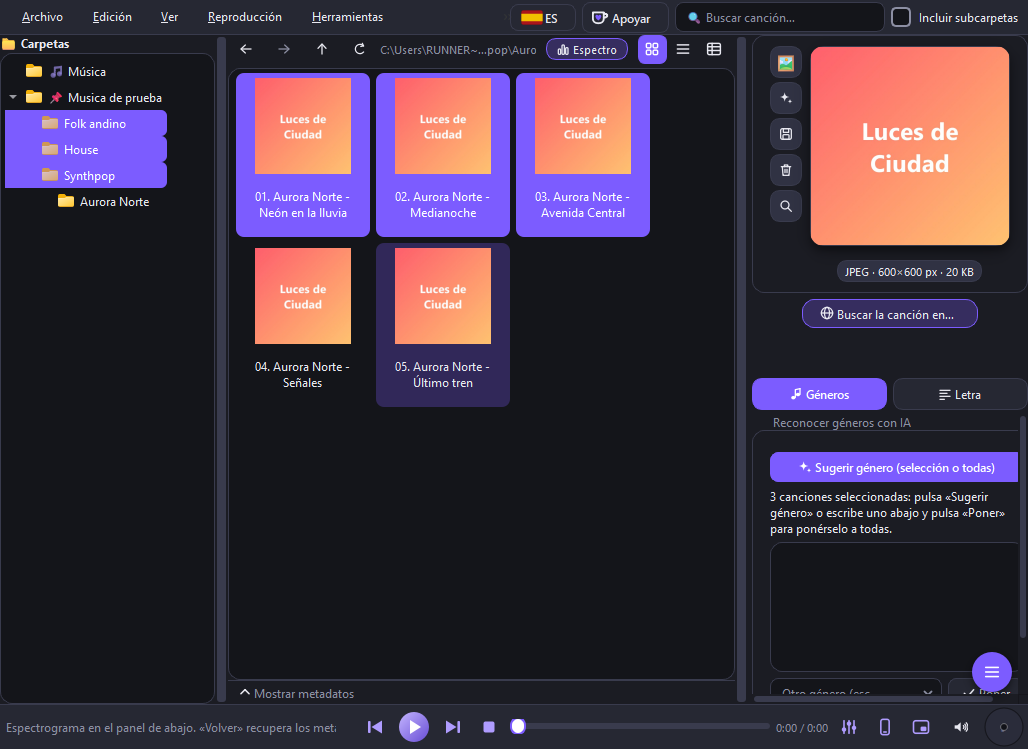 Archivo Edición Ver Reproducción Herramientas ES Apoyar Buscar canción... Incluir subcarpetas
Carpetas
Música
Musica de prueba
Folk andino
House
Synthpop
Aurora Norte
C:\Users\RUNNER~...pop\Auro Espectro
Luces de
Ciudad
01. Aurora Norte -
Neón en la lluvia
Luces de
Ciudad
02. Aurora Norte -
Medianoche
Luces de
Ciudad
03. Aurora Norte -
Avenida Central
Luces de
Ciudad
04. Aurora Norte -
Señales
Luces de
Ciudad
05. Aurora Norte -
Último tren
Mostrar metadatos
Luces de
Ciudad
JPEG · 600×600 px · 20 KB
Buscar la canción en...
Géneros Letra
Reconocer géneros con IA
Sugerir género (selección o todas)
3 canciones seleccionadas: pulsa «Sugerir
género» o escribe uno abajo y pulsa «Poner»
para ponérselo a todas.
Otro género (esc
Poner
Espectrograma en el panel de abajo. «Volver» recupera los meta
0:00 / 0:00